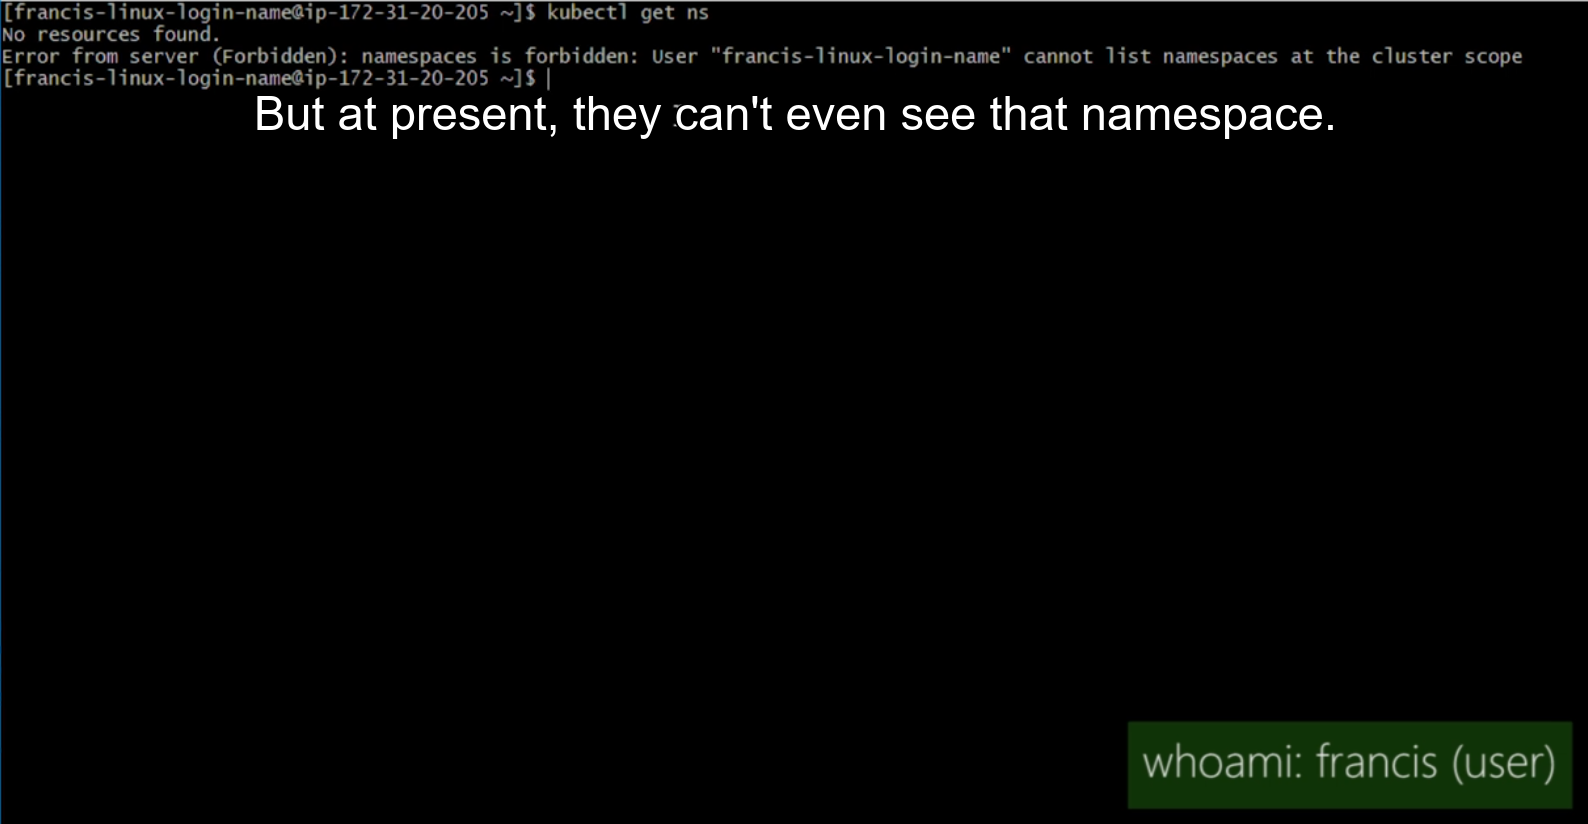 [francis-linux-login-name@ip-172-31-20-205 ~]$ kubectl get ns
No resources found.
Error from server (Forbidden): namespaces is forbidden: User "francis-linux-login-name" cannot list namespaces at the cluster scope
[francis-linux-login-name@ip-172-31-20-205 ~]$
But at present, they can't even see that namespace.
whoami: francis (user)